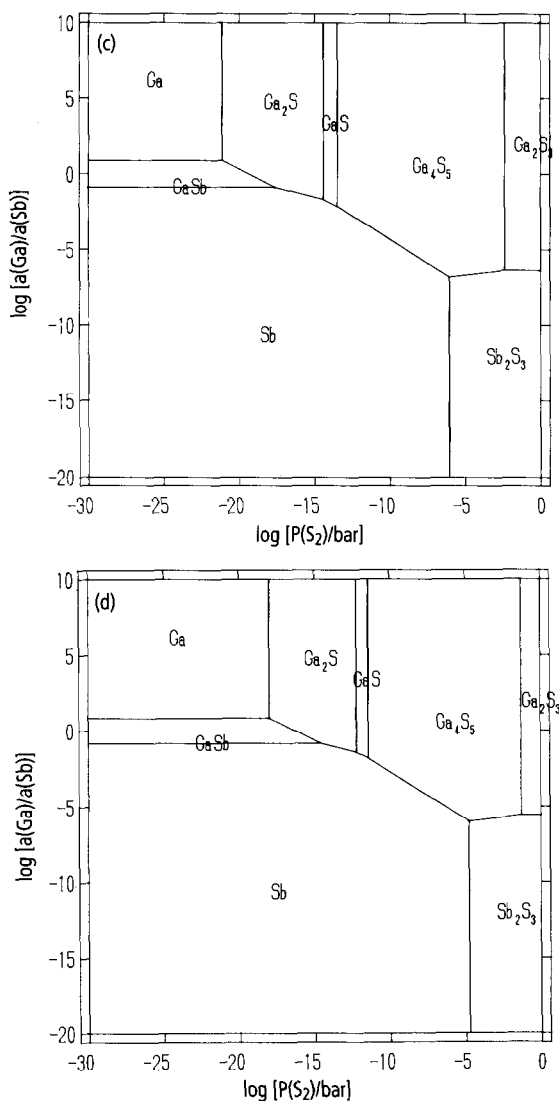 (c)
10
5
0
-5
-10
-15
-20
log [a(Ga)/a(Sb)]
Ga
Ga₂S
GaS
Ga₄S₅
Ga₂S₃
GaSb
Sb
Sb₂S₃
-30 -25 -20 -15 -10 -5 0
log [P(S₂)/bar]
(d)
10
5
0
-5
-10
-15
-20
log [a(Ga)/a(Sb)]
Ga
Ga₂S
GaS
Ga₄S₅
Ga₂S₃
GaSb
Sb
Sb₂S₃
-30 -25 -20 -15 -10 -5 0
log [P(S₂)/bar]